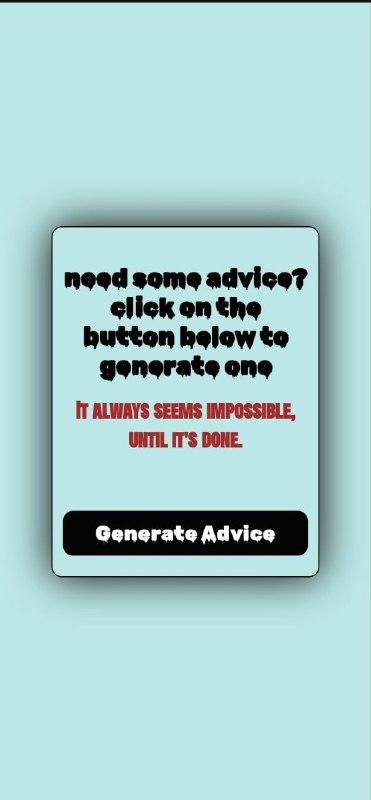 need some advice?
click on the
button below to
generate one
It always seems impossible,
until it's done.
Generate Advice